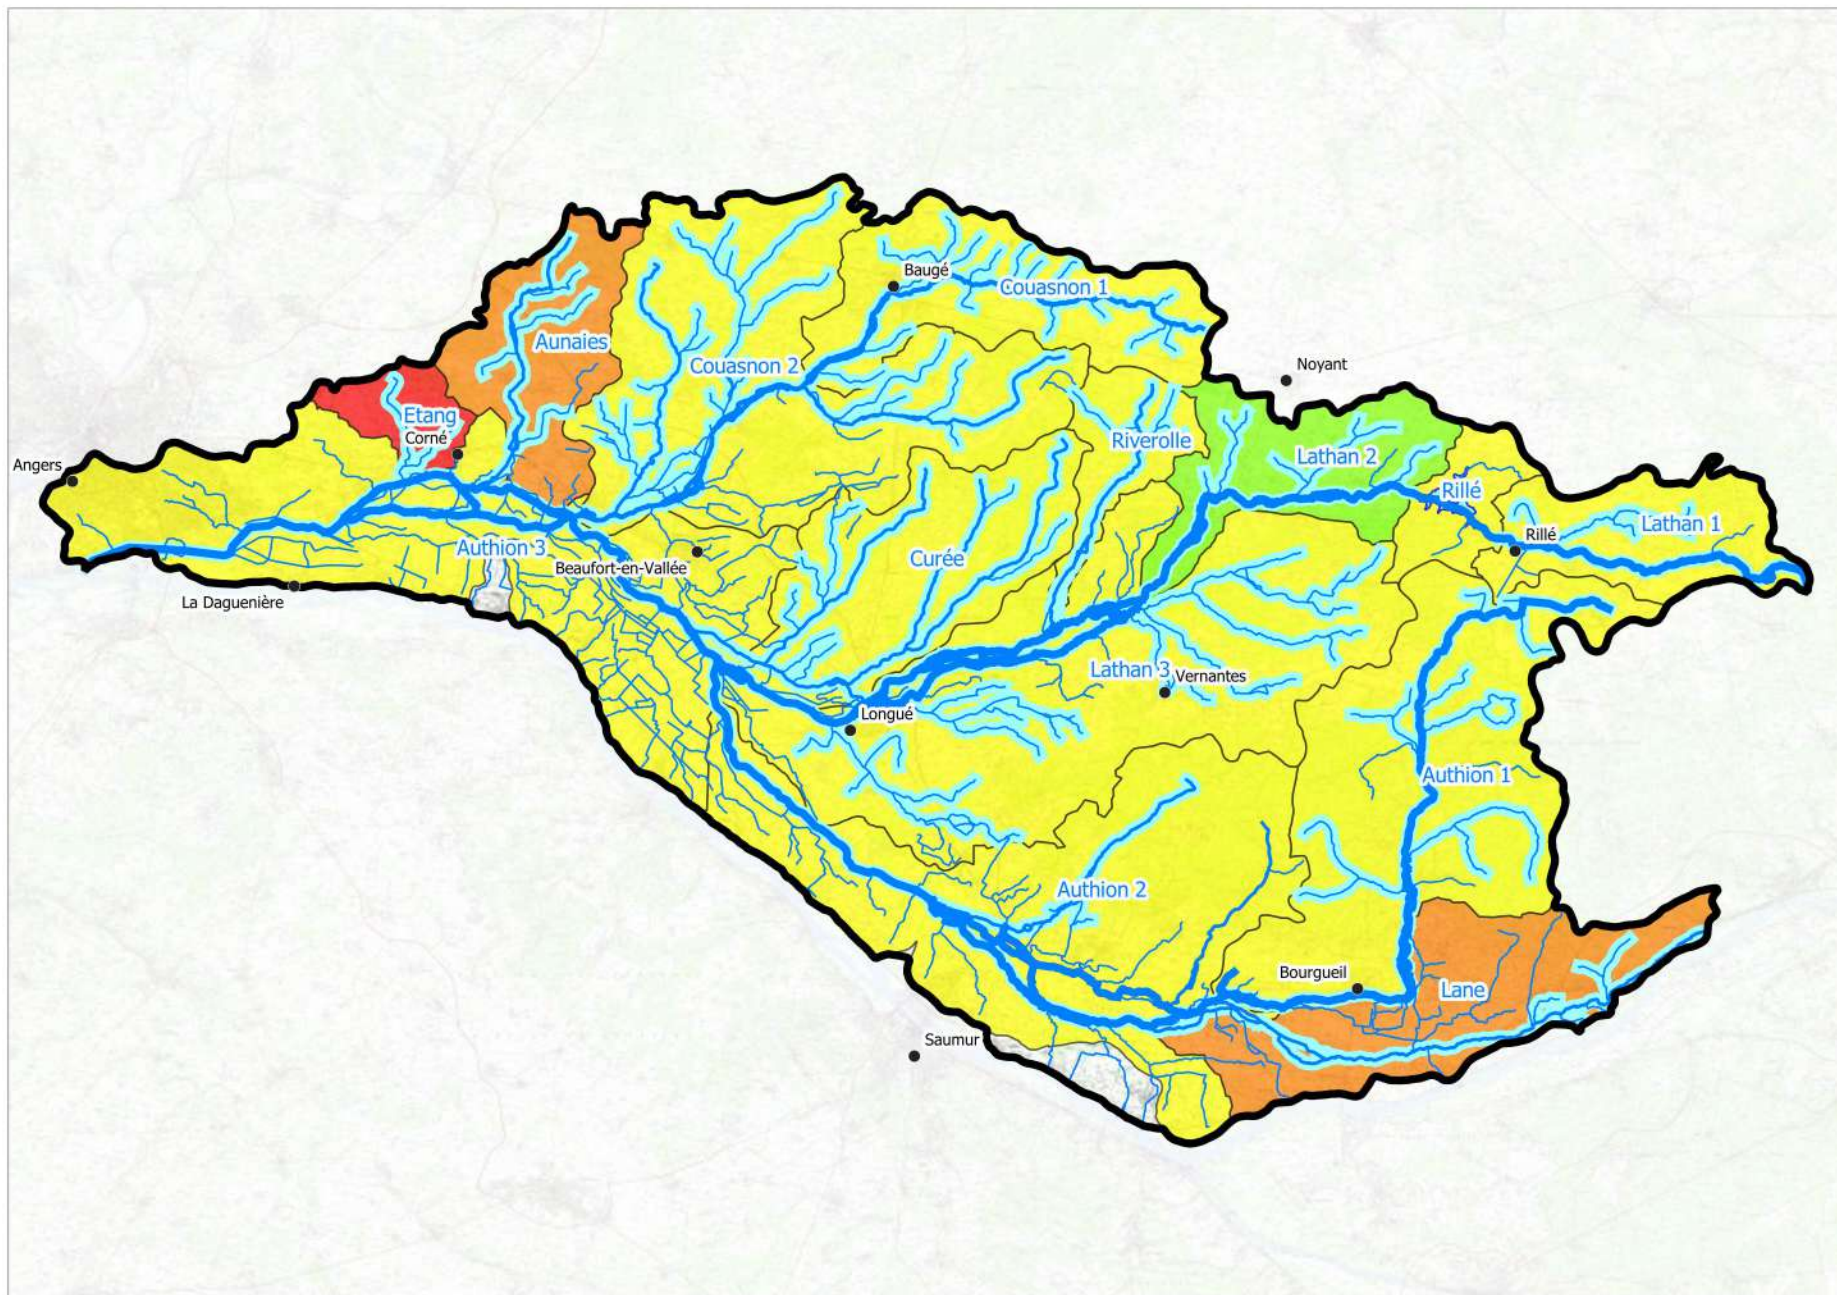 Baugé
Couasnon 1
Aunaies
Couasnon 2
Noyant
Etang
Corné
Riverolle
Lathan 2
Angers
Rillé
Lathan 1
Rillé
Authion 3
Curée
Beaufort-en-Vallée
La Daguenière
Lathan 3
Vernantes
Longué
Authion 1
Authion 2
Bourgueil
Lane
Saumur